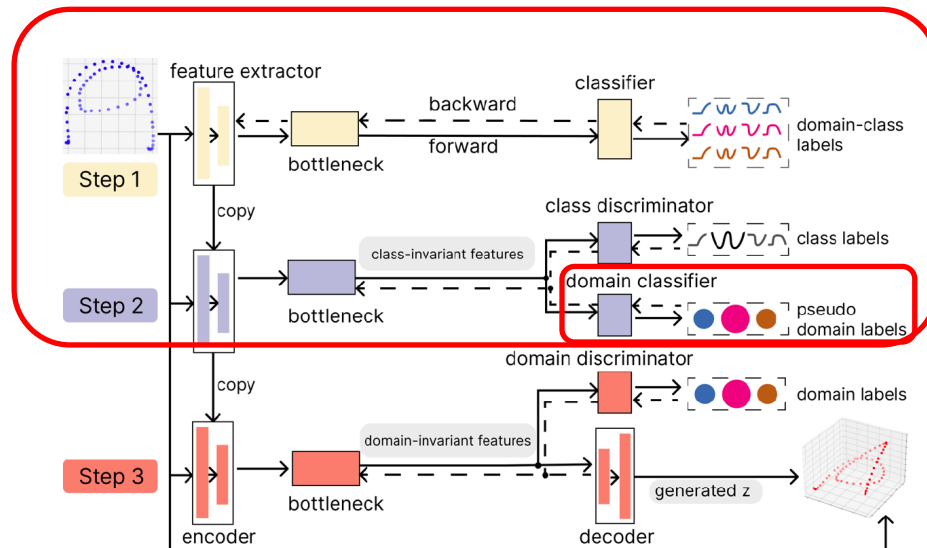 feature extractor
classifier
backward
forward
bottleneck
domain-class
labels
Step 1
copy
class discriminator
class-invariant features
class labels
domain classifier
Step 2
bottleneck
pseudo
domain labels
copy
domain discriminator
domain labels
domain-invariant features
Step 3
bottleneck
generated z
encoder
decoder